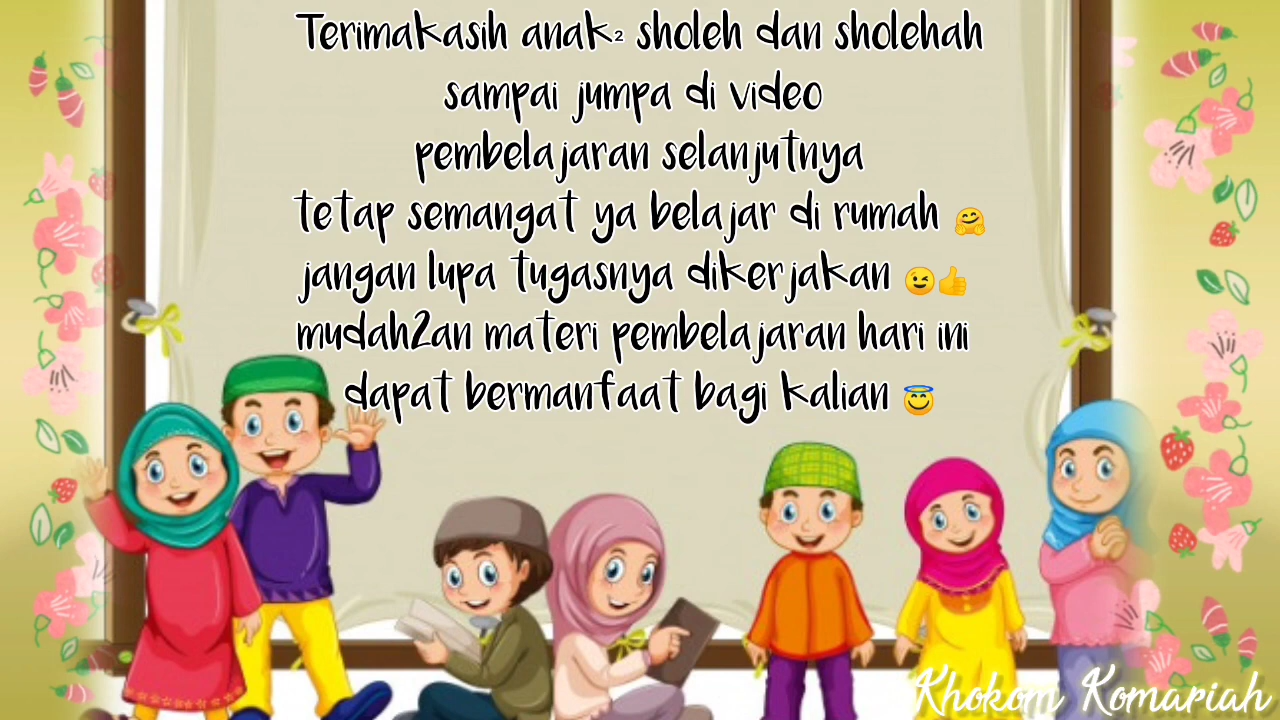 Terimakasih anak2 sholeh dan sholehah
sampai jumpa di video
pembelajaran selanjutnya
tetap semangat ya belajar di rumah 🤗
jangan lupa tugasnya dikerjakan 😉👍
mudah2an materi pembelajaran hari ini
dapat bermanfaat bagi kalian 😇
Khokom Komariah